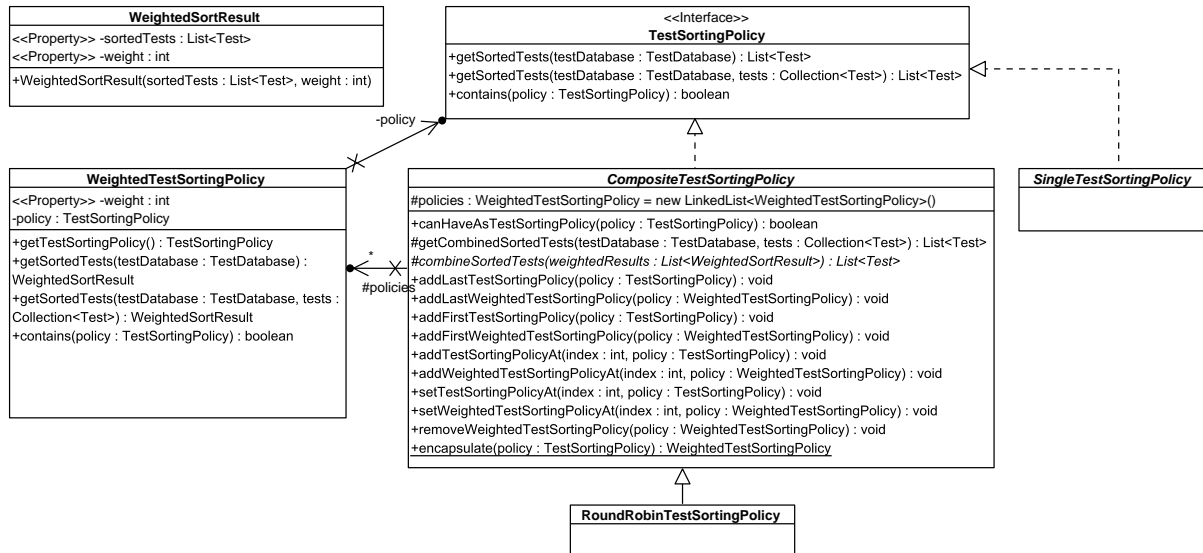 WeightedSortResult
<<Property>> -sortedTests : List<Test>
<<Property>> -weight : int
+WeightedSortResult(sortedTests : List<Test>, weight : int)
<<Interface>>
TestSortingPolicy
+getSortedTests(testDatabase : TestDatabase) : List<Test>
+getSortedTests(testDatabase : TestDatabase, tests : Collection<Test>) : List<Test>
+contains(policy : TestSortingPolicy) : boolean
-policy
WeightedTestSortingPolicy
<<Property>> -weight : int
-policy : TestSortingPolicy
+getTestSortingPolicy() : TestSortingPolicy
+getSortedTests(testDatabase : TestDatabase) :
WeightedSortResult
+getSortedTests(testDatabase : TestDatabase, tests :
Collection<Test>) : WeightedSortResult
+contains(policy : TestSortingPolicy) : boolean
*
#policies
CompositeTestSortingPolicy
#policies : WeightedTestSortingPolicy = new LinkedList<WeightedTestSortingPolicy>()
+canHaveAsTestSortingPolicy(policy : TestSortingPolicy) : boolean
#getCombinedSortedTests(testDatabase : TestDatabase, tests : Collection<Test>) : List<Test>
#combineSortedTests(weightedResults : List<WeightedSortResult>) : List<Test>
+addLastTestSortingPolicy(policy : TestSortingPolicy) : void
+addLastWeightedTestSortingPolicy(policy : WeightedTestSortingPolicy) : void
+addFirstTestSortingPolicy(policy : TestSortingPolicy) : void
+addFirstWeightedTestSortingPolicy(policy : WeightedTestSortingPolicy) : void
+addTestSortingPolicyAt(index : int, policy : TestSortingPolicy) : void
+addWeightedTestSortingPolicyAt(index : int, policy : WeightedTestSortingPolicy) : void
+setTestSortingPolicyAt(index : int, policy : TestSortingPolicy) : void
+setWeightedTestSortingPolicyAt(index : int, policy : WeightedTestSortingPolicy) : void
+removeWeightedTestSortingPolicy(policy : WeightedTestSortingPolicy) : void
+encapsulate(policy : TestSortingPolicy) : WeightedTestSortingPolicy
SingleTestSortingPolicy
RoundRobinTestSortingPolicy